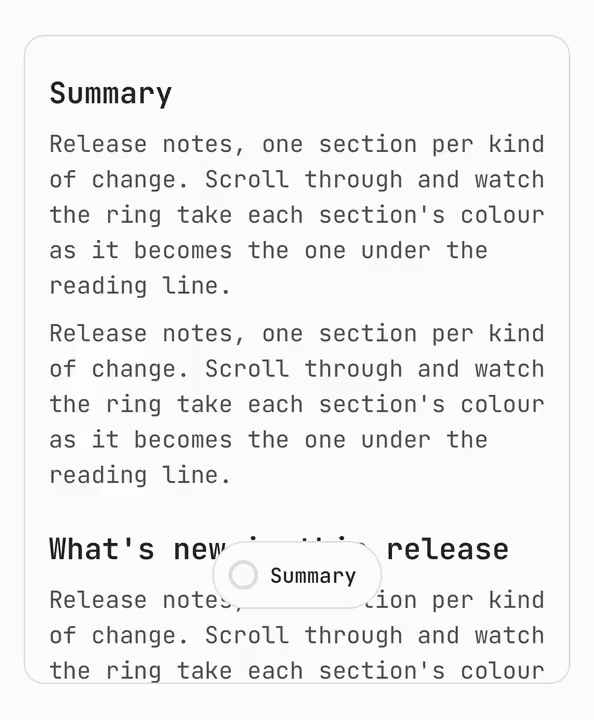 Summary
Release notes, one section per kind
of change. Scroll through and watch
the ring take each section's colour
as it becomes the one under the
reading line.
Release notes, one section per kind
of change. Scroll through and watch
the ring take each section's colour
as it becomes the one under the
reading line.
What's new in this release
Summary
Release notes, tion per kind
of change. Scroll through and watch
the ring take each section's colour